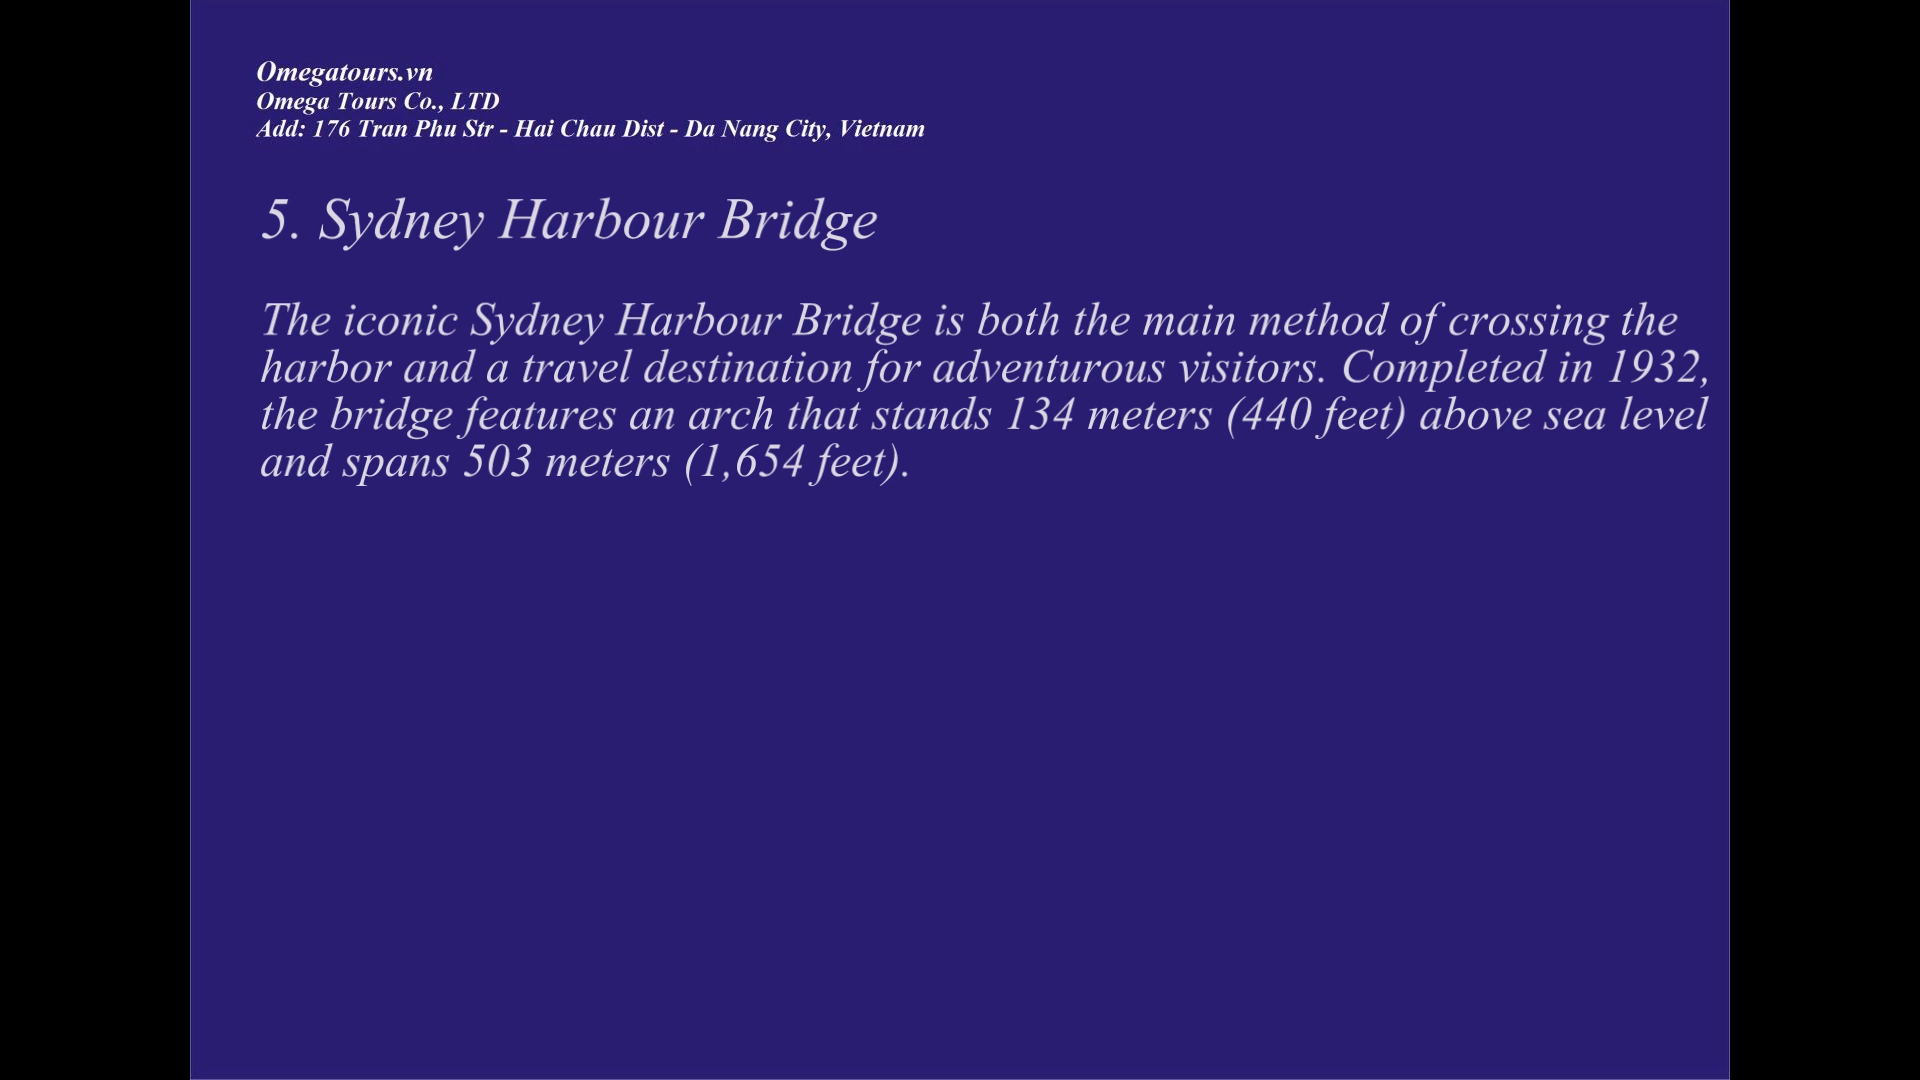 Omegatours.vn
Omega Tours Co., LTD
Add: 176 Tran Phu Str - Hai Chau Dist - Da Nang City, Vietnam
5. Sydney Harbour Bridge
The iconic Sydney Harbour Bridge is both the main method of crossing the
harbor and a travel destination for adventurous visitors. Completed in 1932,
the bridge features an arch that stands 134 meters (440 feet) above sea level
and spans 503 meters (1,654 feet).